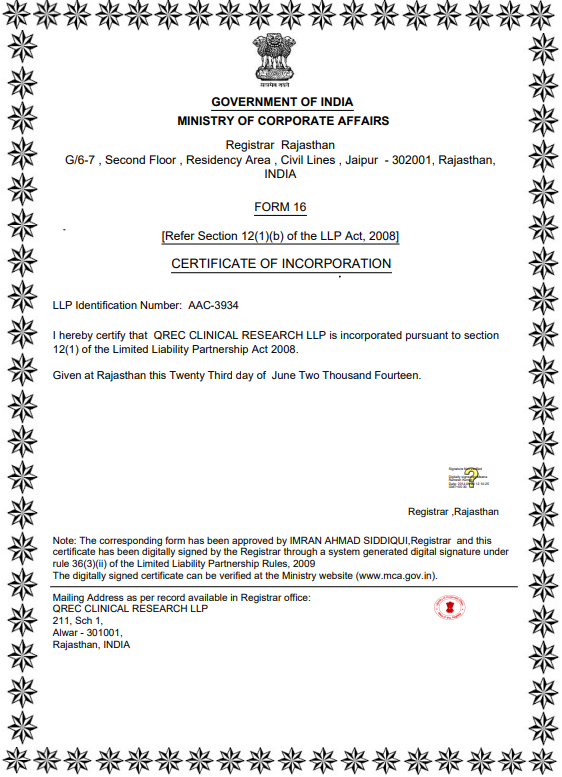 सत्यमेव जयते
GOVERNMENT OF INDIA
MINISTRY OF CORPORATE AFFAIRS
Registrar Rajasthan
G/6-7 , Second Floor , Residency Area , Civil Lines , Jaipur - 302001, Rajasthan,
INDIA
FORM 16
[Refer Section 12(1)(b) of the LLP Act, 2008]
CERTIFICATE OF INCORPORATION
LLP Identification Number: AAC-3934
I hereby certify that QREC CLINICAL RESEARCH LLP is incorporated pursuant to section
12(1) of the Limited Liability Partnership Act 2008.
Given at Rajasthan this Twenty Third day of June Two Thousand Fourteen.
?
Registrar ,Rajasthan
Note: The corresponding form has been approved by IMRAN AHMAD SIDDIQUI,Registrar and this
certificate has been digitally signed by the Registrar through a system generated digital signature under
rule 36(3)(ii) of the Limited Liability Partnership Rules, 2009
The digitally signed certificate can be verified at the Ministry website (www.mca.gov.in).
Mailing Address as per record available in Registrar office:
QREC CLINICAL RESEARCH LLP
211, Sch 1,
Alwar - 301001,
Rajasthan, INDIA